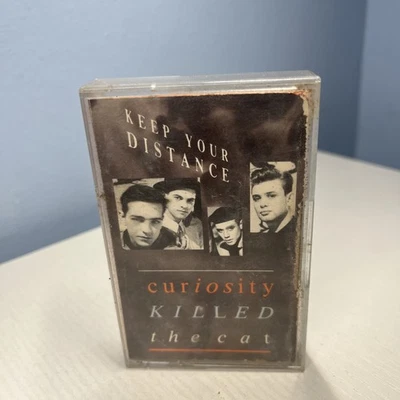 KEEP YOUR
DISTANCE
curiosity
KILLED
the cat